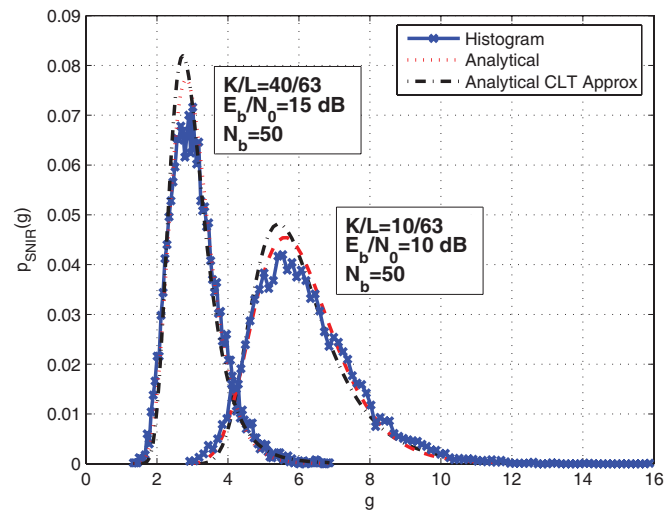 0.09
0.08
0.07
0.06
0.05
0.04
0.03
0.02
0.01
0
p_SNIR(g)
Histogram
Analytical
Analytical CLT Approx
K/L=40/63
E_b/N_0=15 dB
N_b=50
K/L=10/63
E_b/N_0=10 dB
N_b=50
0 2 4 6 8 10 12 14 16
g